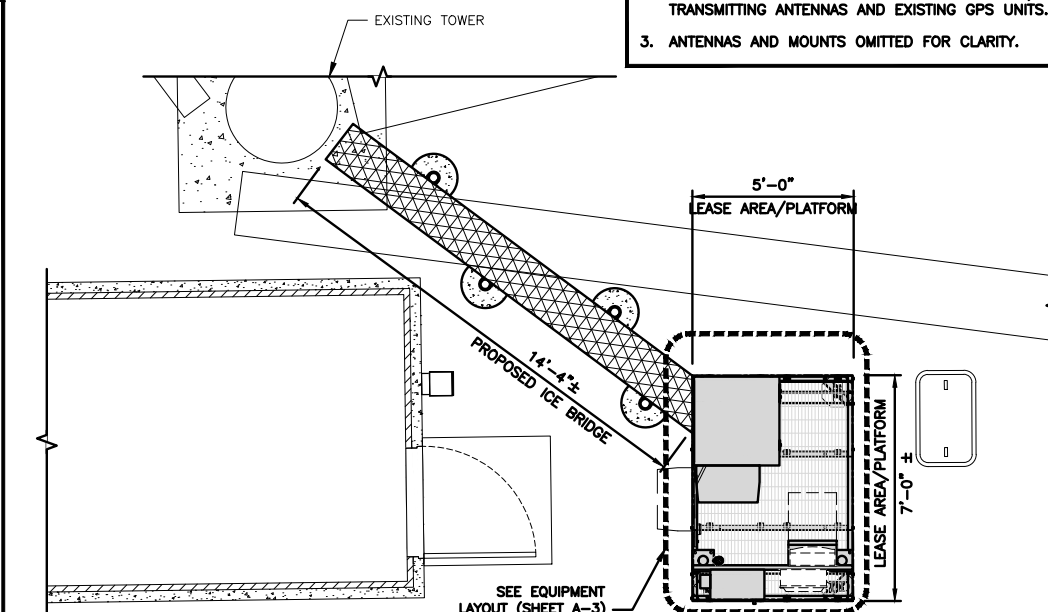 TRANSMITTING ANTENNAS AND EXISTING GPS UNITS.
3. ANTENNAS AND MOUNTS OMITTED FOR CLARITY.
EXISTING TOWER
5'-0"
LEASE AREA/PLATFORM
14'-4"±
PROPOSED ICE BRIDGE
LEASE AREA/PLATFORM
7'-0" ±
SEE EQUIPMENT
LAYOUT (SHEET A-3)